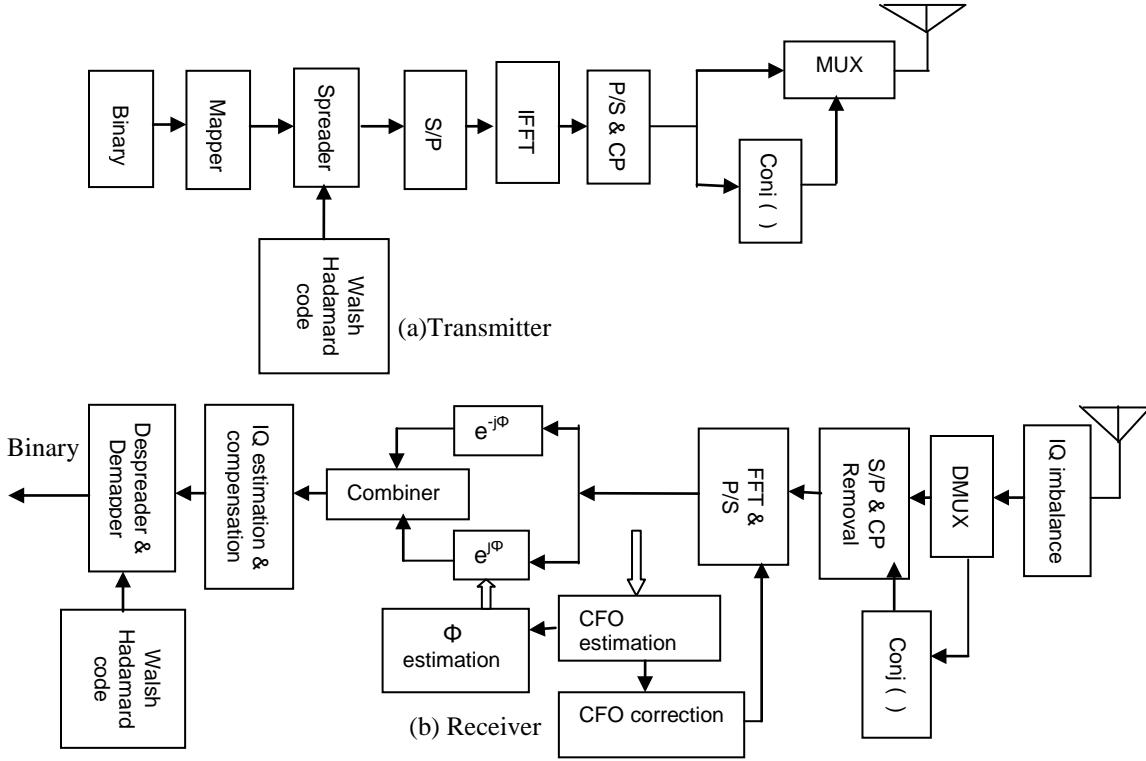 Binary
Mapper
Spreader
S/P
IFFT
P/S & CP
MUX
Conj ( )
Walsh
Hadamard
code
(a)Transmitter
Binary
Despreader &
Demapper
IQ estimation &
compensation
Combiner
e-jΦ
ejΦ
FFT &
P/S
S/P & CP
Removal
DMUX
IQ imbalance
Walsh
Hadamard
code
Φ
estimation
CFO
estimation
CFO correction
Conj ( )
(b) Receiver